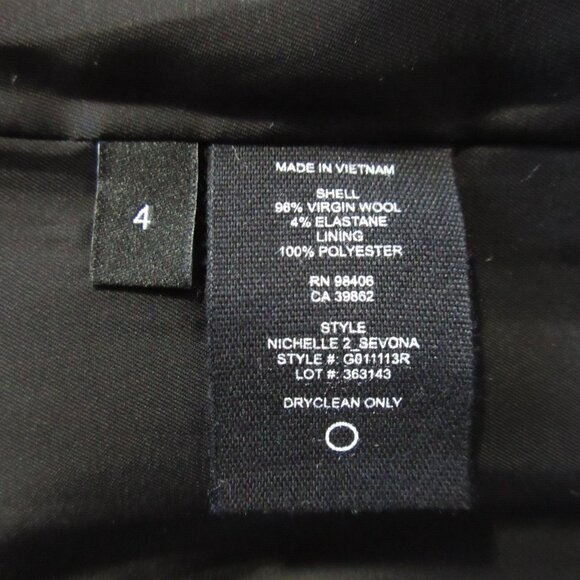 4
MADE IN VIETNAM
SHELL
96% VIRGIN WOOL
4% ELASTANE
LINING
100% POLYESTER
RN 98406
CA 39862
STYLE
NICHELLE 2_SEVONA
STYLE #: G011113R
LOT #: 363143
DRYCLEAN ONLY